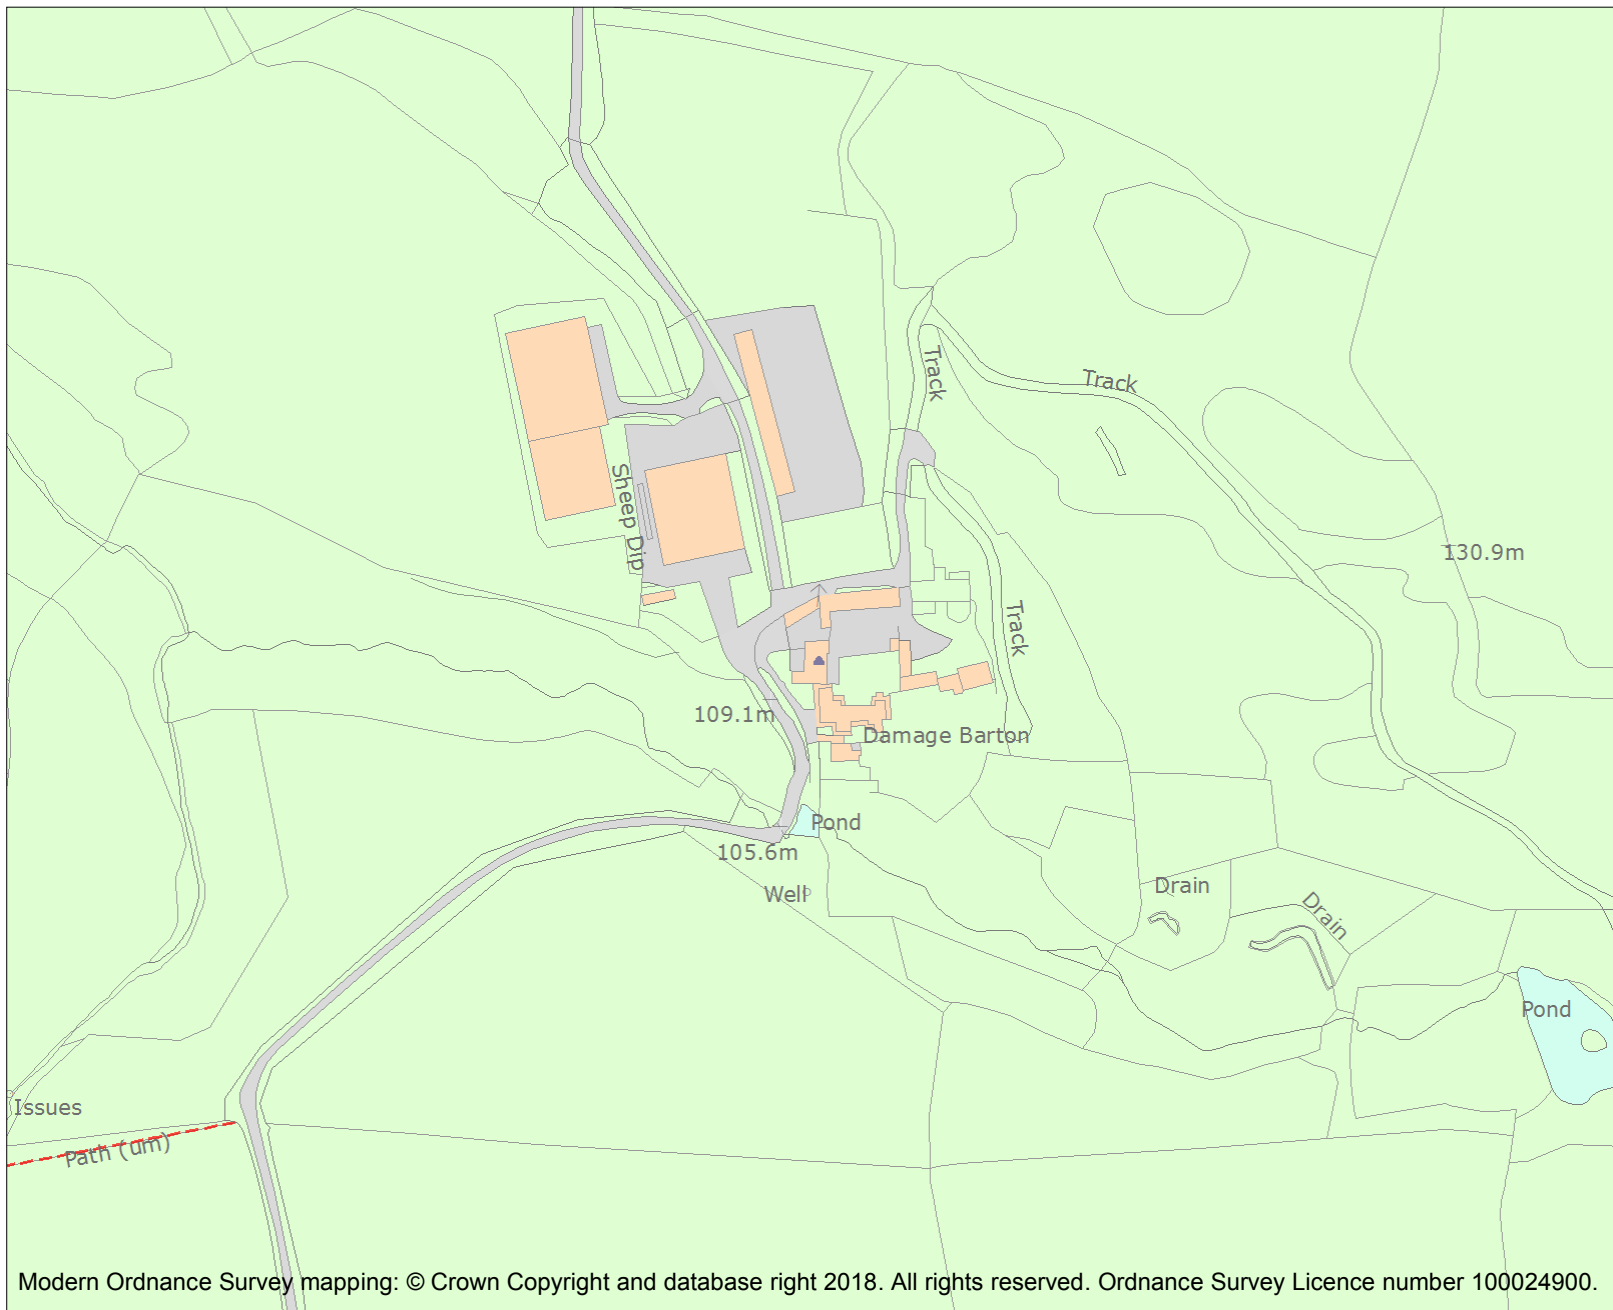 Track
Track
Sheep Dip
130.9m
Track
109.1m
Damage Barton
Pond
105.6m
Well
Drain
Drain
Pond
Issues
Path (um)
Modern Ordnance Survey mapping: © Crown Copyright and database right 2018. All rights reserved. Ordnance Survey Licence number 100024900.